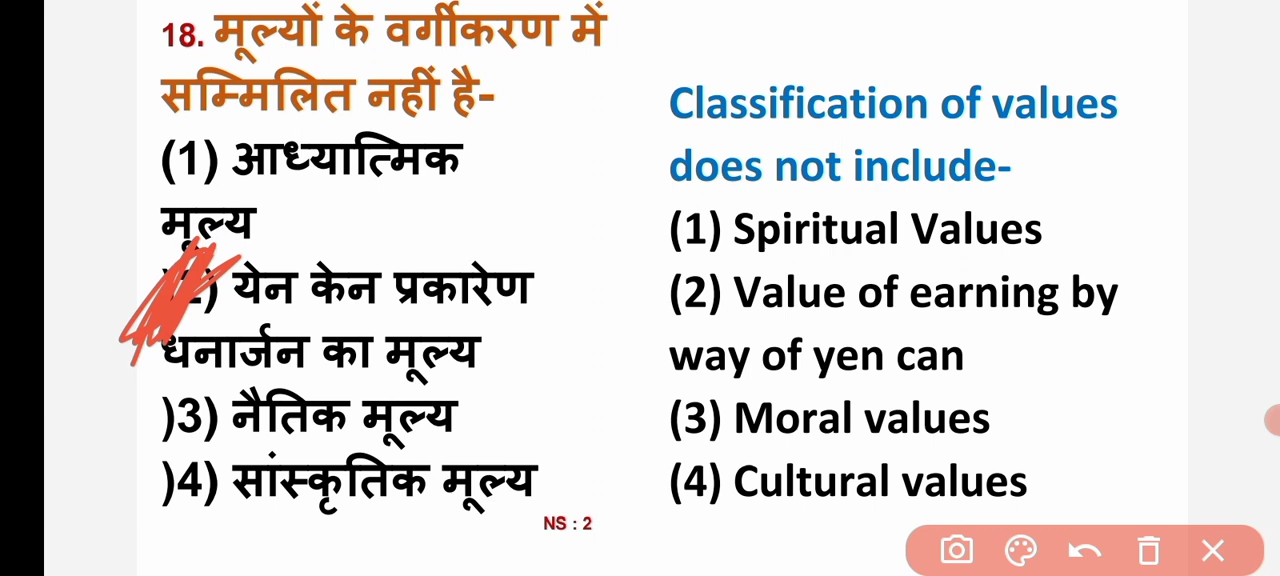 18. मूल्यों के वर्गीकरण में
सम्मिलित नहीं है-
(1) आध्यात्मिक
मूल्य
)2) येन केन प्रकारेण
धनार्जन का मूल्य
)3) नैतिक मूल्य
)4) सांस्कृतिक मूल्य
NS : 2
Classification of values
does not include-
(1) Spiritual Values
(2) Value of earning by
way of yen can
(3) Moral values
(4) Cultural values